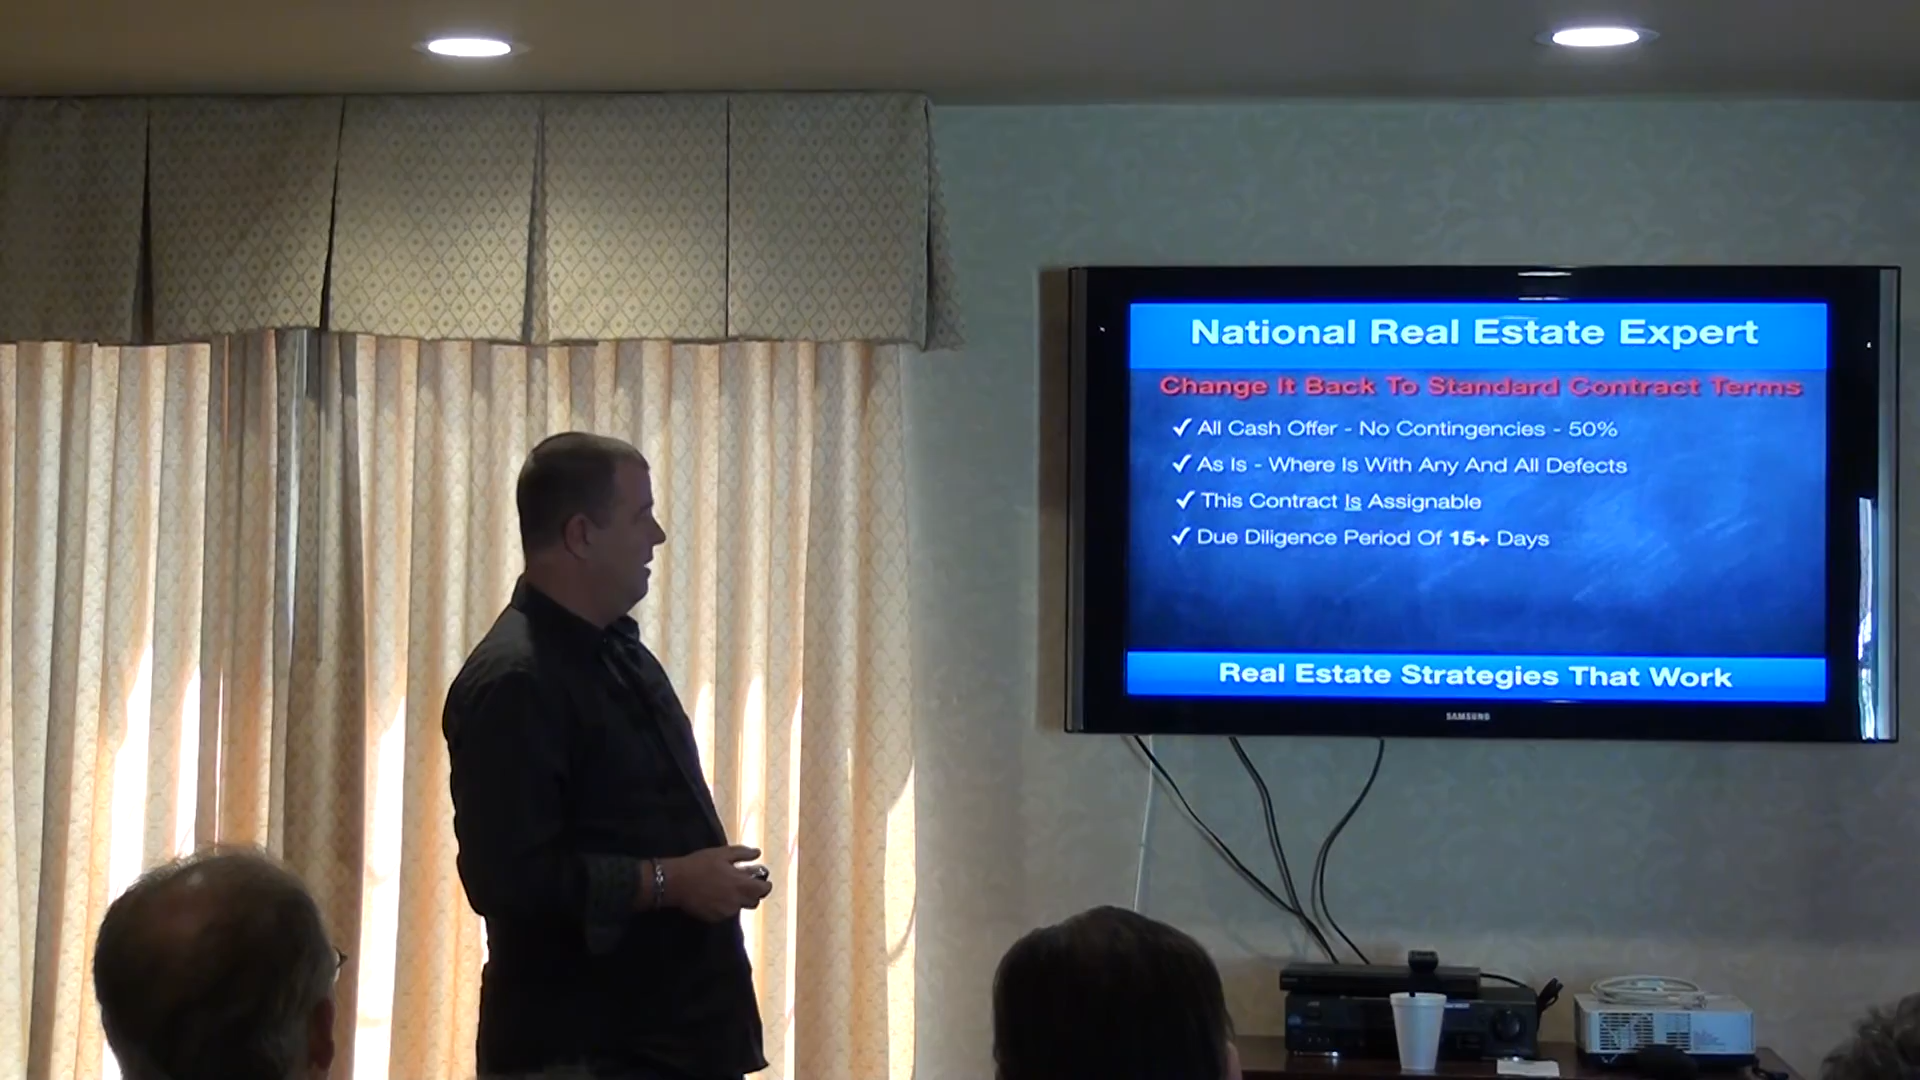 National Real Estate Expert
Change It Back To Standard Contract Terms
✓ All Cash Offer - No Contingencies - 50%
✓ As Is - Where Is With Any And All Defects
✓ This Contract Is Assignable
✓ Due Diligence Period Of 15+ Days
Real Estate Strategies That Work
SAMSUNG